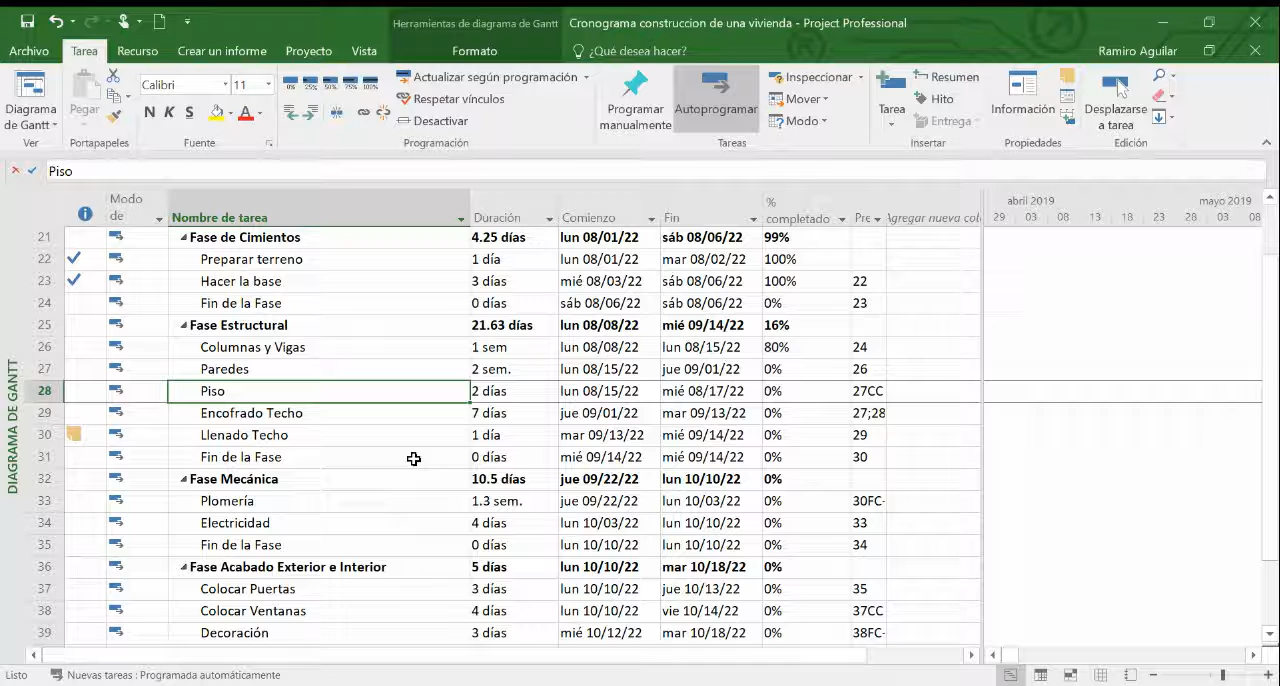 Herramientas de diagrama de Gantt Cronograma construccion de una vivienda - Project Professional
Archivo Tarea Recurso Crear un informe Proyecto Vista Formato ¿Qué desea hacer? Ramiro Aguilar
Calibri 11 Actualizar según programación Inspeccionar Resumen
Diagrama Pegar N K S A Respetar vínculos Programar Autoprogramar Mover Tarea Hito Información Desplazarse
de Gantt Desactivar manualmente Modo Entrega a tarea
Ver Portapapeles Fuente Programación Tareas Insertar Propiedades Edición
Piso
Modo de Nombre de tarea Duración Comienzo Fin % completado Pre Agregar nueva col abril 2019 mayo 2019
29 03 08 13 18 23 28 03 08
21 Fase de Cimientos 4.25 días lun 08/01/22 sáb 08/06/22 99%
22 Preparar terreno 1 día lun 08/01/22 mar 08/02/22 100%
23 Hacer la base 3 días mié 08/03/22 sáb 08/06/22 100% 22
24 Fin de la Fase 0 días sáb 08/06/22 sáb 08/06/22 0% 23
25 Fase Estructural 21.63 días lun 08/08/22 mié 09/14/22 16%
26 Columnas y Vigas 1 sem lun 08/08/22 lun 08/15/22 80% 24
27 Paredes 2 sem. lun 08/15/22 jue 09/01/22 0% 26
28 Piso 2 días lun 08/15/22 mié 08/17/22 0% 27CC
29 Encofrado Techo 7 días jue 09/01/22 mar 09/13/22 0% 27;28
30 Llenado Techo 1 día mar 09/13/22 mié 09/14/22 0% 29
31 Fin de la Fase 0 días mié 09/14/22 mié 09/14/22 0% 30
32 Fase Mecánica 10.5 días jue 09/22/22 lun 10/10/22 0%
33 Plomería 1.3 sem. jue 09/22/22 lun 10/03/22 0% 30FC-
34 Electricidad 4 días lun 10/03/22 lun 10/10/22 0% 33
35 Fin de la Fase 0 días lun 10/10/22 lun 10/10/22 0% 34
36 Fase Acabado Exterior e Interior 5 días lun 10/10/22 mar 10/18/22 0%
37 Colocar Puertas 3 días lun 10/10/22 jue 10/13/22 0% 35
38 Colocar Ventanas 4 días lun 10/10/22 vie 10/14/22 0% 37CC
39 Decoración 3 días mié 10/12/22 mar 10/18/22 0% 38FC-
DIAGRAMA DE GANTT
Listo Nuevas tareas : Programada automáticamente